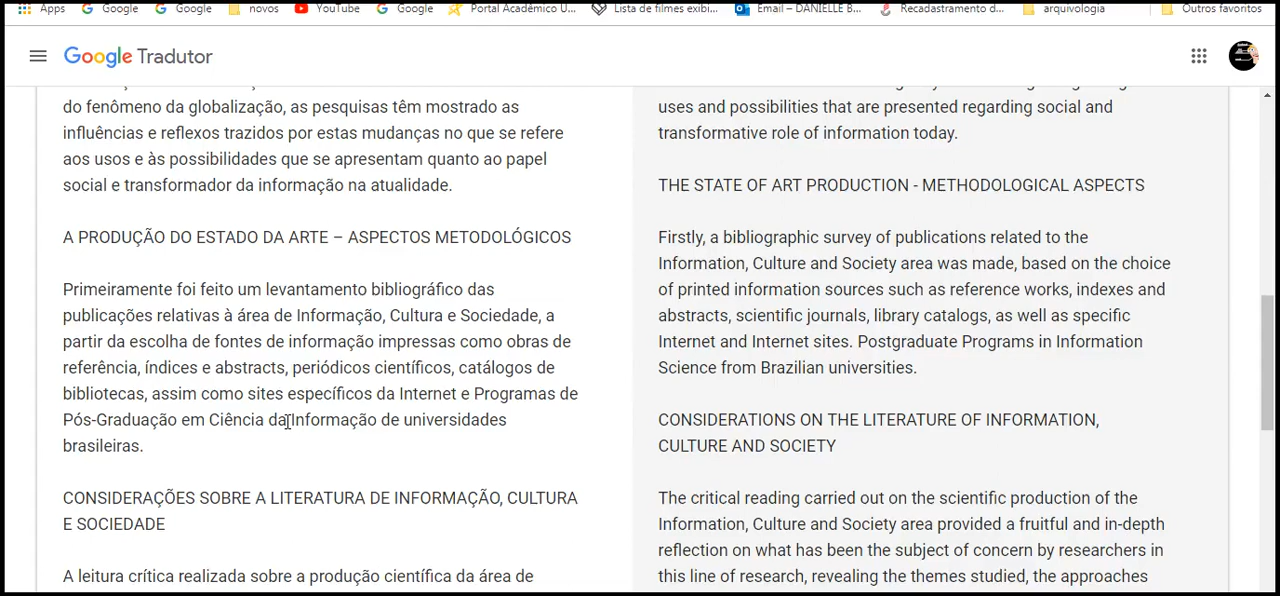 Apps Google Google novos YouTube Google Portal Acadêmico U... Lista de filmes exibi... Email – DANIELLE B... Recadastramento d... arquivologia Outros favoritos
Google Tradutor
do fenômeno da globalização, as pesquisas têm mostrado as
influências e reflexos trazidos por estas mudanças no que se refere
aos usos e às possibilidades que se apresentam quanto ao papel
social e transformador da informação na atualidade.
A PRODUÇÃO DO ESTADO DA ARTE – ASPECTOS METODOLÓGICOS
Primeiramente foi feito um levantamento bibliográfico das
publicações relativas à área de Informação, Cultura e Sociedade, a
partir da escolha de fontes de informação impressas como obras de
referência, índices e abstracts, periódicos científicos, catálogos de
bibliotecas, assim como sites específicos da Internet e Programas de
Pós-Graduação em Ciência da Informação de universidades
brasileiras.
CONSIDERAÇÕES SOBRE A LITERATURA DE INFORMAÇÃO, CULTURA
E SOCIEDADE
A leitura crítica realizada sobre a produção científica da área de
uses and possibilities that are presented regarding social and
transformative role of information today.
THE STATE OF ART PRODUCTION - METHODOLOGICAL ASPECTS
Firstly, a bibliographic survey of publications related to the
Information, Culture and Society area was made, based on the choice
of printed information sources such as reference works, indexes and
abstracts, scientific journals, library catalogs, as well as specific
Internet and Internet sites. Postgraduate Programs in Information
Science from Brazilian universities.
CONSIDERATIONS ON THE LITERATURE OF INFORMATION,
CULTURE AND SOCIETY
The critical reading carried out on the scientific production of the
Information, Culture and Society area provided a fruitful and in-depth
reflection on what has been the subject of concern by researchers in
this line of research, revealing the themes studied, the approaches